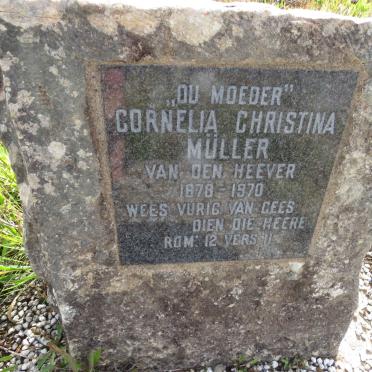 „OU MOEDER"
CORNELIA CHRISTINA
MÜLLER
VAN DEN HEEVER
1878 - 1970
WEES VURIG VAN GEES
DIEN DIE HEERE
ROM. 12 VERS 11